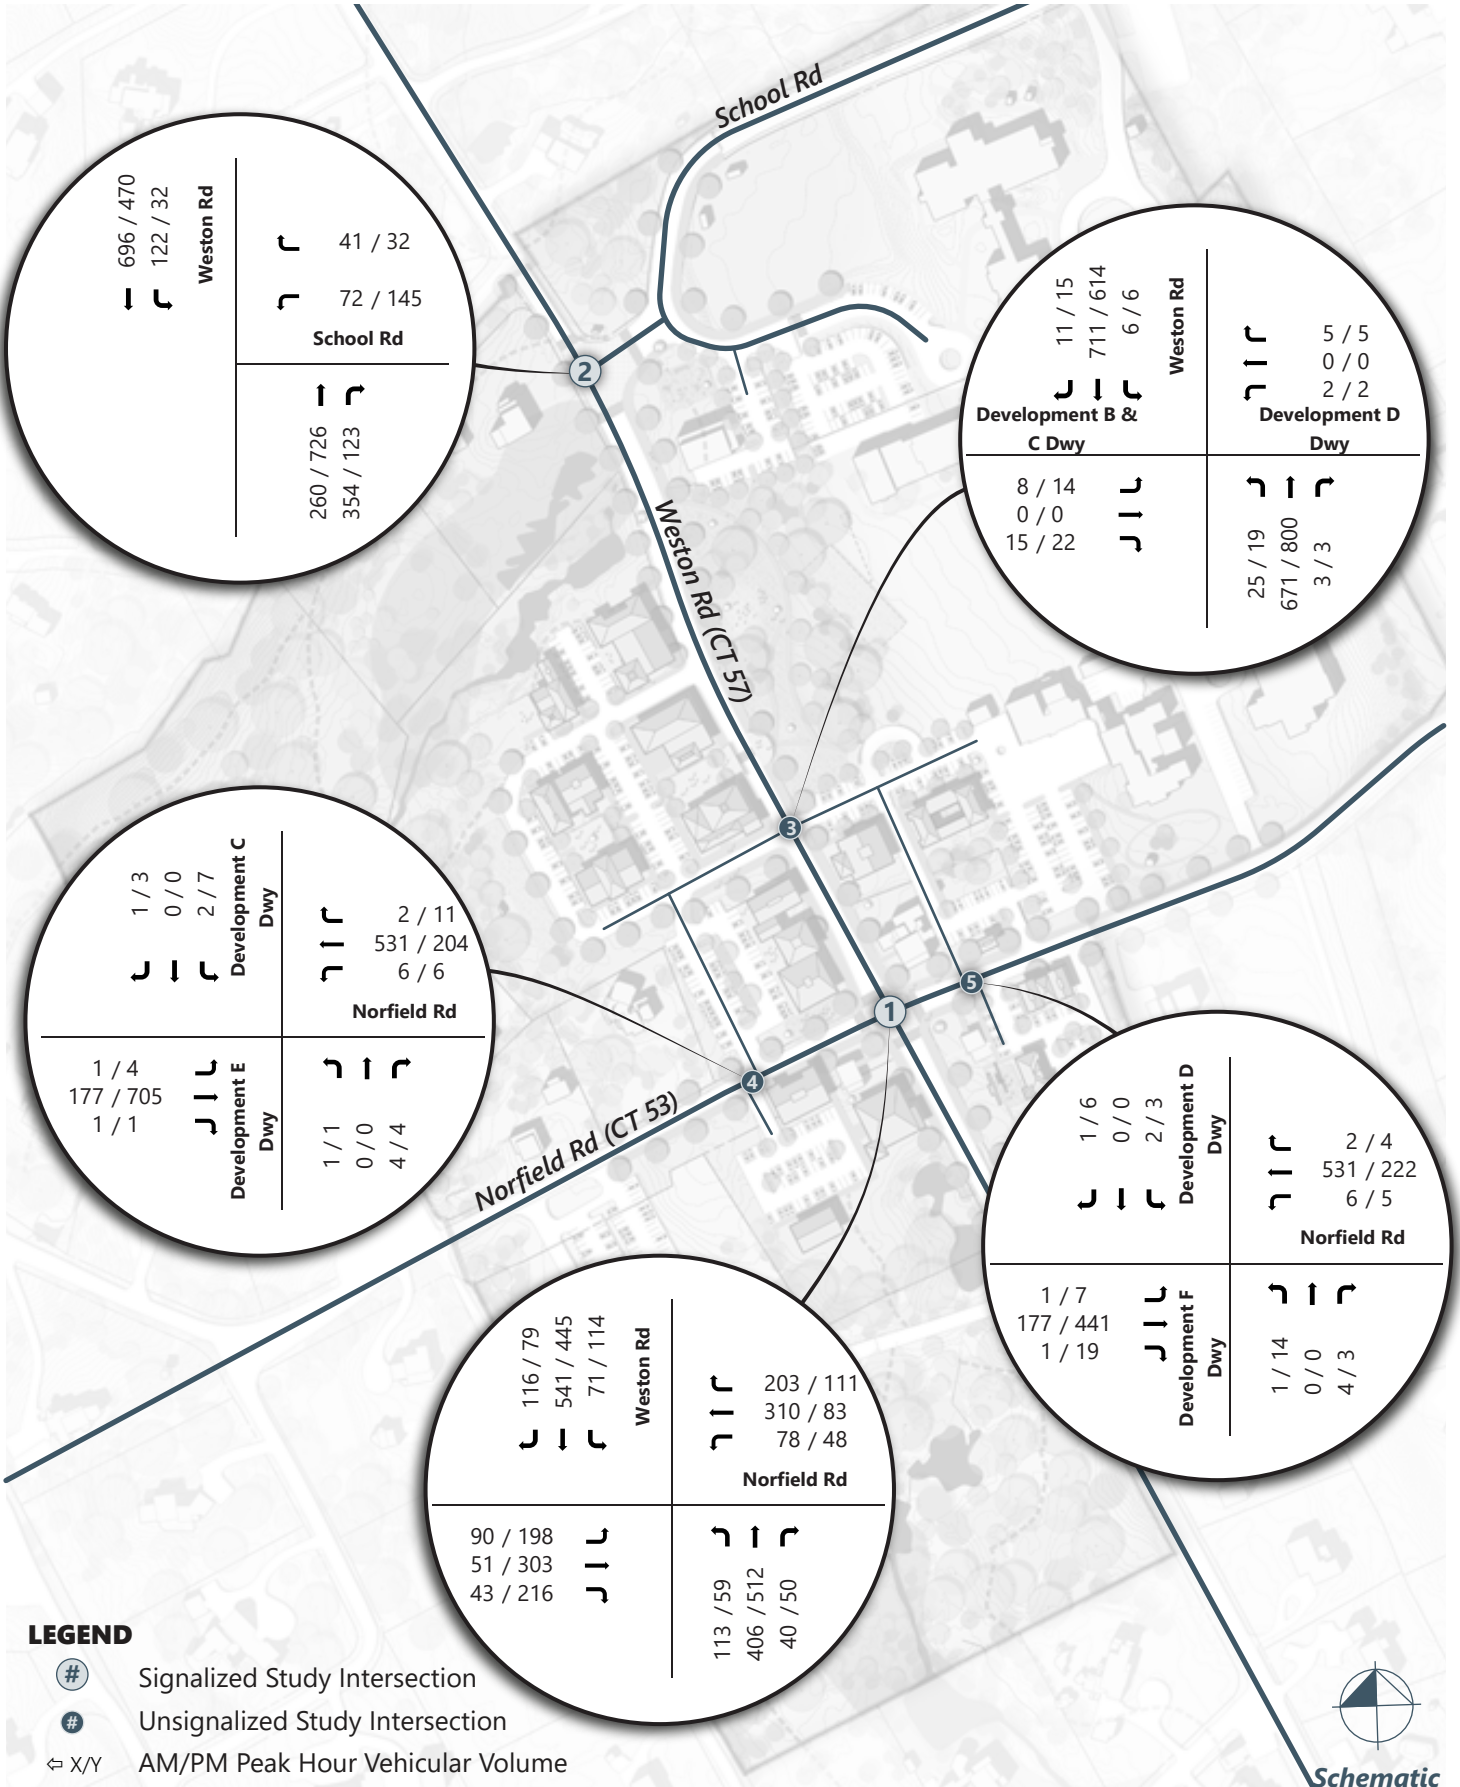 School Rd
696 / 470
122 / 32
Weston Rd
41 / 32
72 / 145
School Rd
260 / 726
354 / 123
2
11 / 15
711 / 614
6 / 6
Weston Rd
5 / 5
0 / 0
2 / 2
Development B &
C Dwy
Development D
Dwy
8 / 14
0 / 0
15 / 22
25 / 19
671 / 800
3 / 3
Weston Rd (CT 57)
3
1 / 3
0 / 0
2 / 7
Development C
Dwy
2 / 11
531 / 204
6 / 6
Norfield Rd
1 / 4
177 / 705
1 / 1
Development E
Dwy
1 / 1
0 / 0
4 / 4
5
1
4
Norfield Rd (CT 53)
1 / 6
0 / 0
2 / 3
Development D
Dwy
2 / 4
531 / 222
6 / 5
Norfield Rd
1 / 7
177 / 441
1 / 19
Development F
Dwy
1 / 14
0 / 0
4 / 3
116 / 79
541 / 445
71 / 114
Weston Rd
203 / 111
310 / 83
78 / 48
Norfield Rd
90 / 198
51 / 303
43 / 216
113 / 59
406 / 512
40 / 50
LEGEND
# Signalized Study Intersection
# Unsignalized Study Intersection
⇦ X/Y AM/PM Peak Hour Vehicular Volume
Schematic